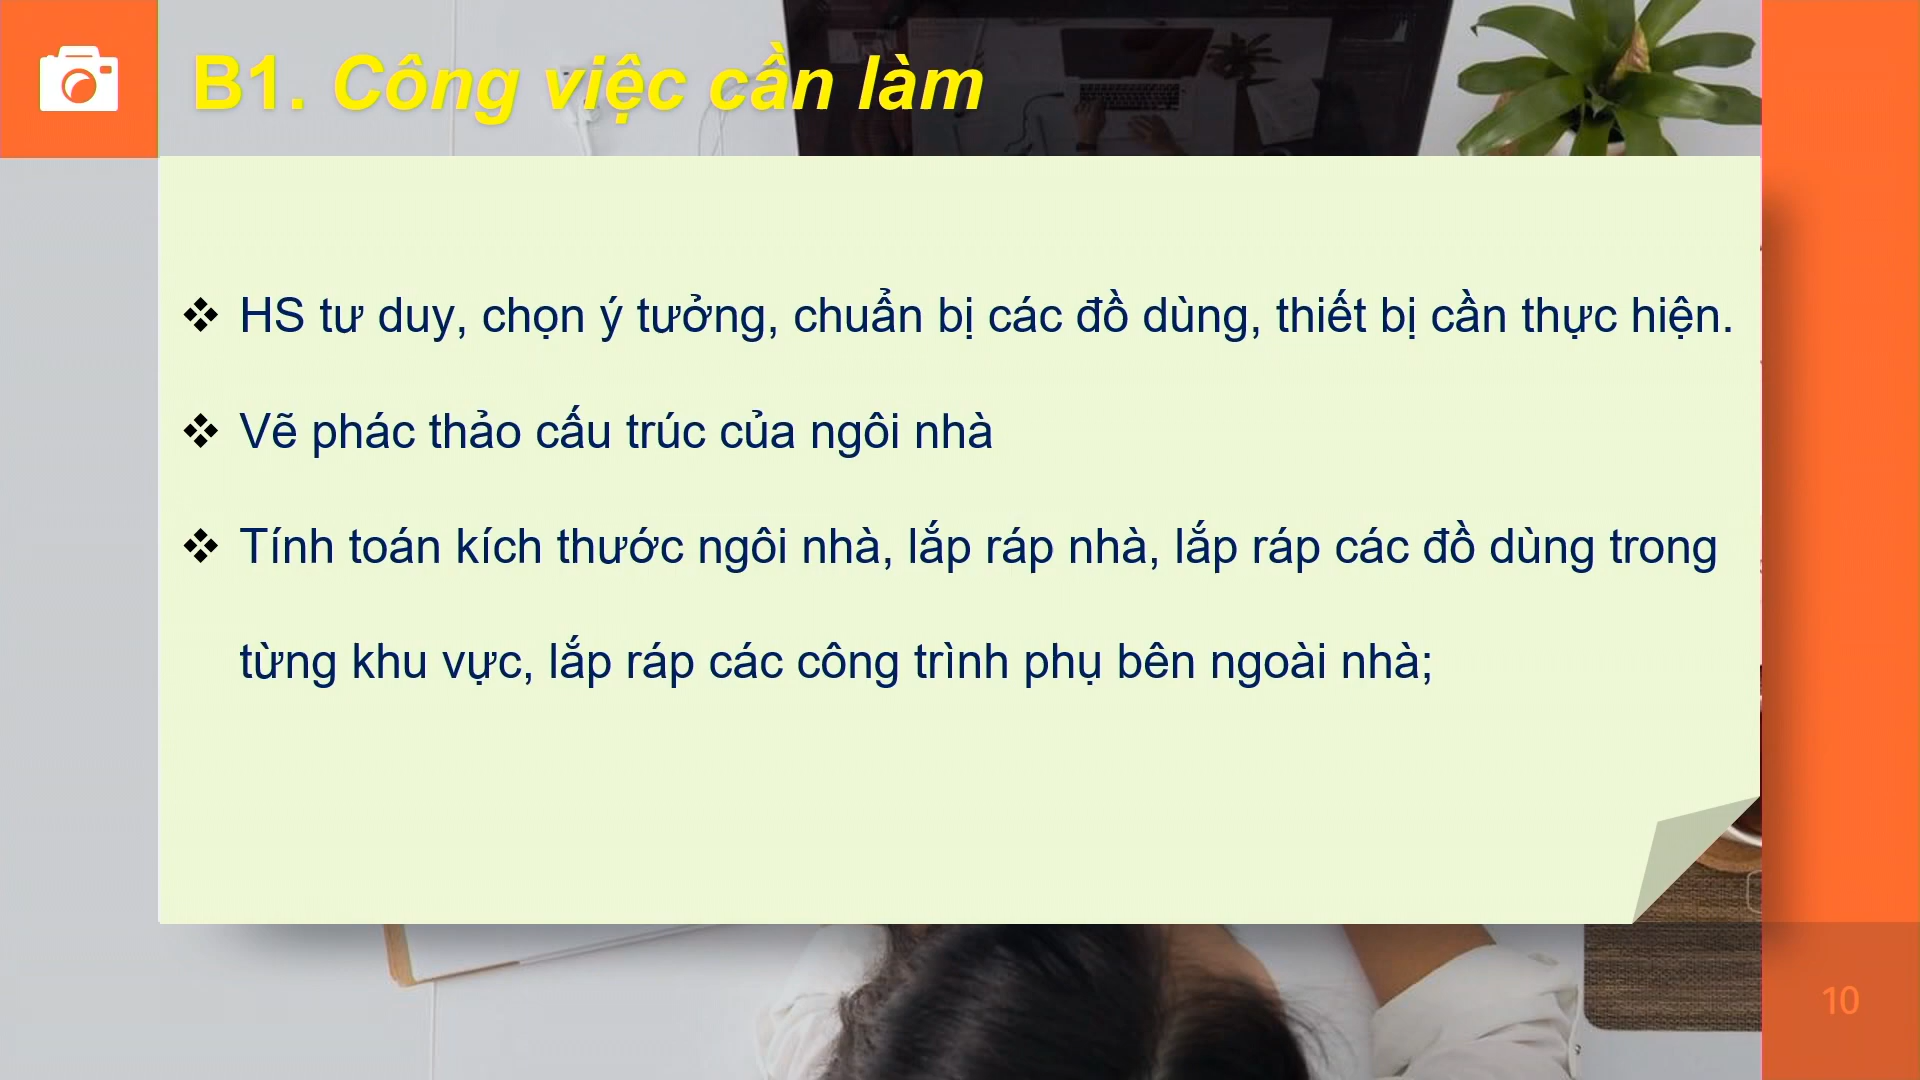 B1. Công việc cần làm
❖ HS tư duy, chọn ý tưởng, chuẩn bị các đồ dùng, thiết bị cần thực hiện.
❖ Vẽ phác thảo cấu trúc của ngôi nhà
❖ Tính toán kích thước ngôi nhà, lắp ráp nhà, lắp ráp các đồ dùng trong
từng khu vực, lắp ráp các công trình phụ bên ngoài nhà;
10